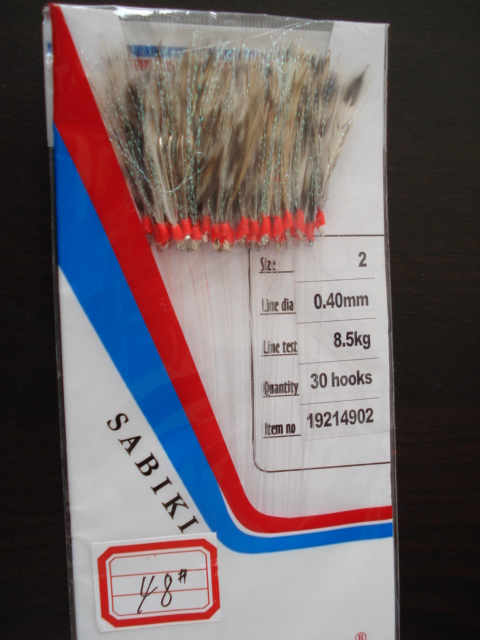 Size 2
Line dia 0.40mm
Line test 8.5kg
Quantity 30 hooks
Item no 19214902
SABIKI
48#
®